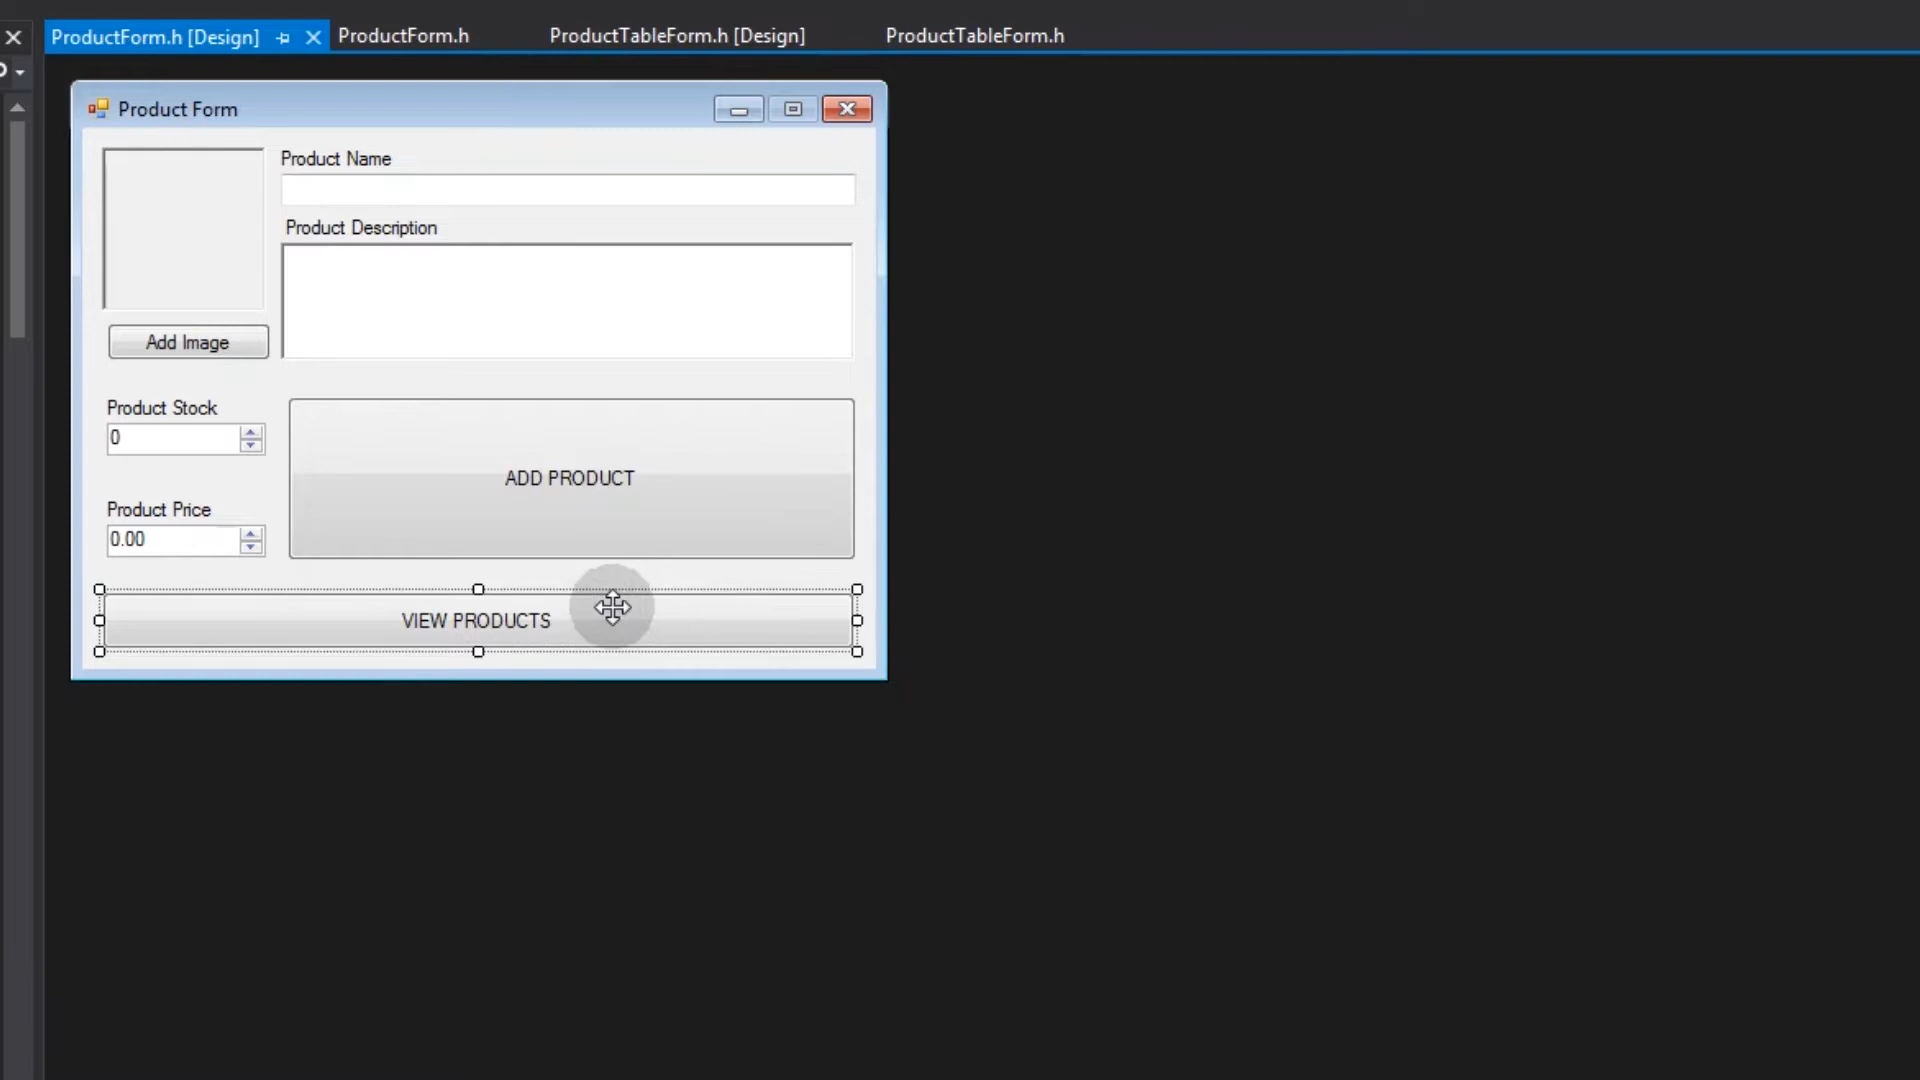 ProductForm.h [Design]
ProductForm.h
ProductTableForm.h [Design]
ProductTableForm.h
Product Form
Product Name
Product Description
Add Image
Product Stock
0
ADD PRODUCT
Product Price
0.00
VIEW PRODUCTS